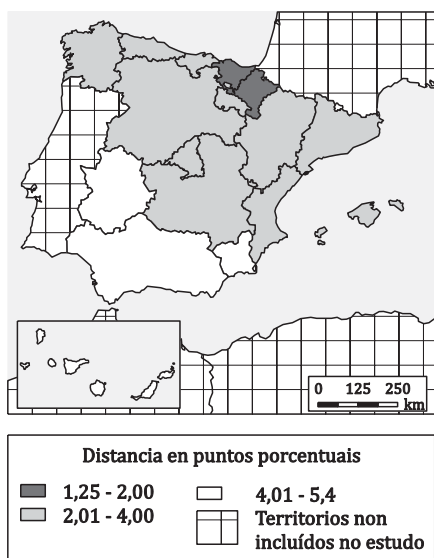 0 125 250
km
Distancia en puntos porcentuais
1,25 - 2,00
2,01 - 4,00
4,01 - 5,4
Territorios non
incluídos no estudo